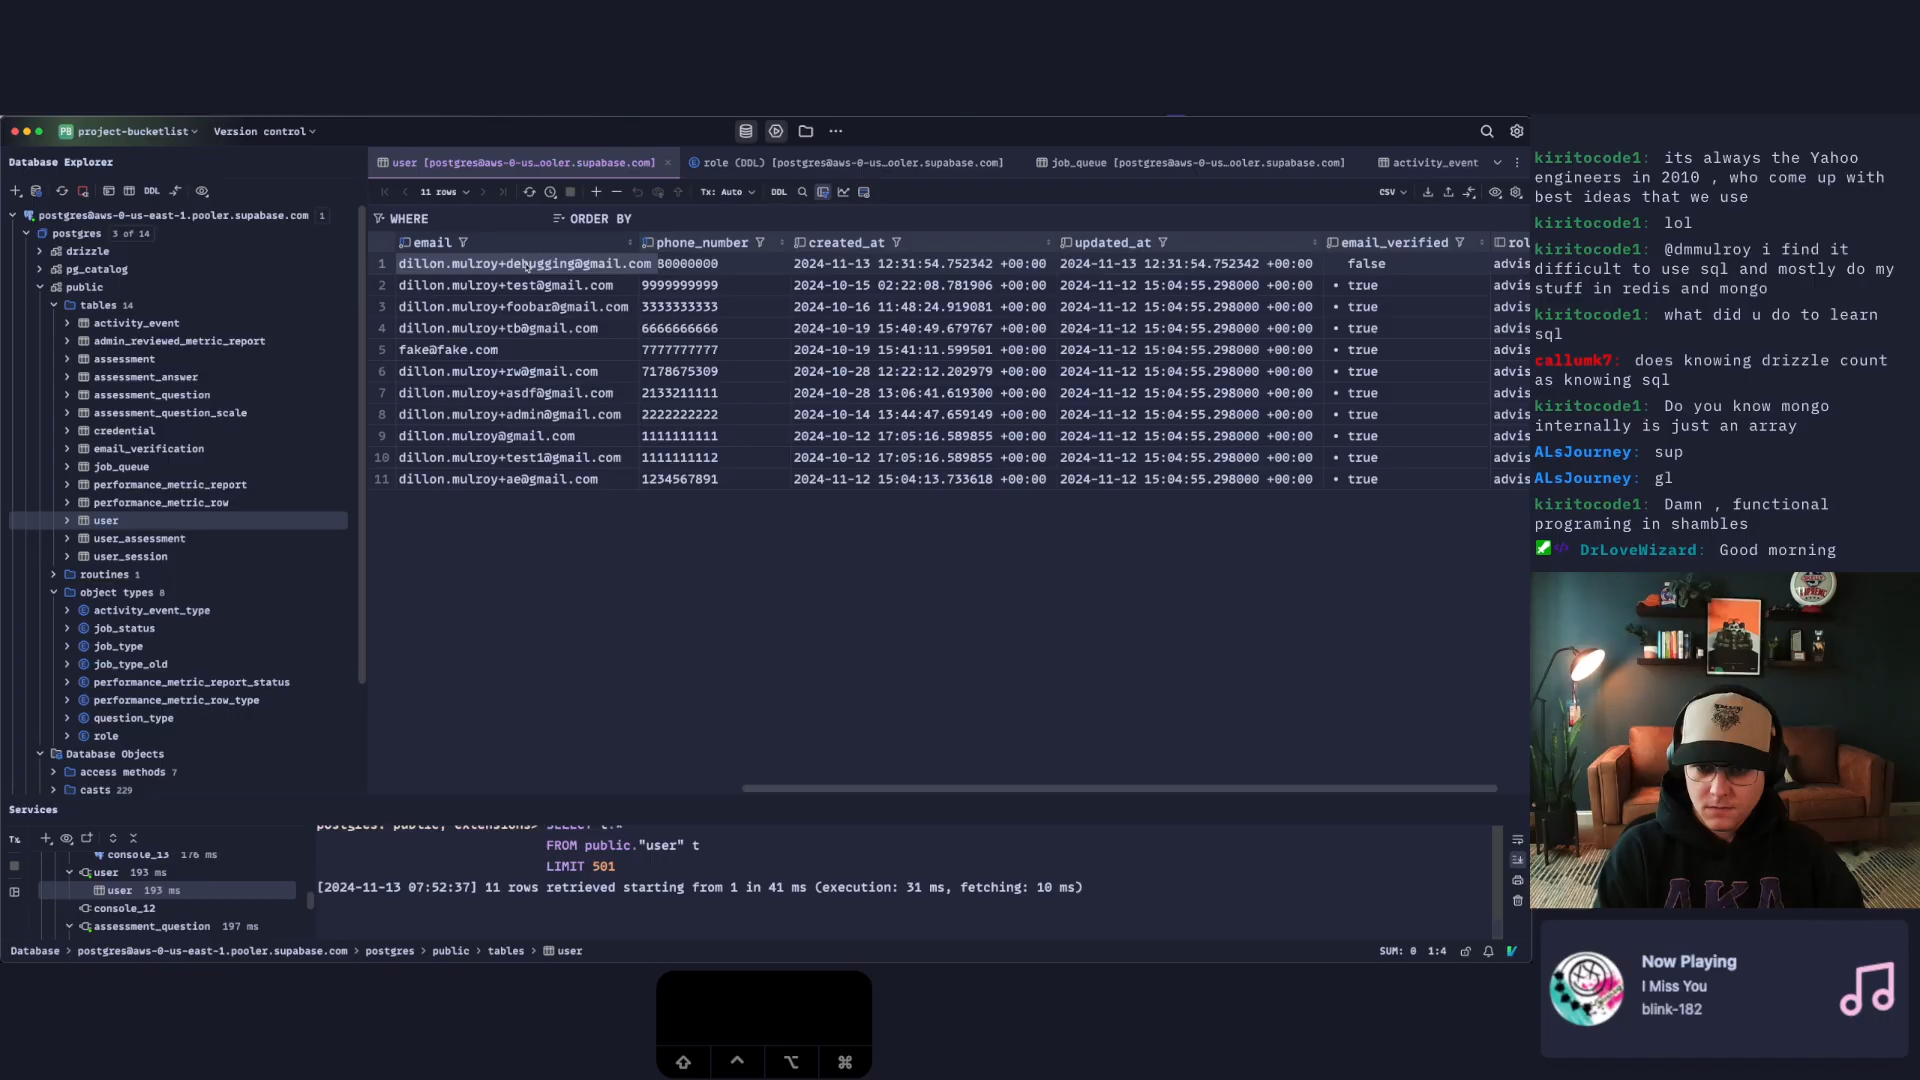 PB project-bucketlist
Version control
Database Explorer
user [postgres@aws-0-us…ooler.supabase.com]
role (DDL) [postgres@aws-0-us…ooler.supabase.com]
job_queue [postgres@aws-0-us…ooler.supabase.com]
activity_event
DDL
11 rows
Tx: Auto
DDL
CSV
postgres@aws-0-us-east-1.pooler.supabase.com 1
postgres 3 of 14
drizzle
pg_catalog
public
tables 14
activity_event
admin_reviewed_metric_report
assessment
assessment_answer
assessment_question
assessment_question_scale
credential
email_verification
job_queue
performance_metric_report
performance_metric_row
user
user_assessment
user_session
routines 1
object types 8
activity_event_type
job_status
job_type
job_type_old
performance_metric_report_status
performance_metric_row_type
question_type
role
Database Objects
access methods 7
casts 229
WHERE
ORDER BY
email phone_number created_at updated_at email_verified rol
1 dillon.mulroy+debugging@gmail.com 80000000 2024-11-13 12:31:54.752342 +00:00 2024-11-13 12:31:54.752342 +00:00 false advis
2 dillon.mulroy+test@gmail.com 9999999999 2024-10-15 02:22:08.781906 +00:00 2024-11-12 15:04:55.298000 +00:00 • true advis
3 dillon.mulroy+foobar@gmail.com 3333333333 2024-10-16 11:48:24.919081 +00:00 2024-11-12 15:04:55.298000 +00:00 • true advis
4 dillon.mulroy+tb@gmail.com 6666666666 2024-10-19 15:40:49.679767 +00:00 2024-11-12 15:04:55.298000 +00:00 • true advis
5 fake@fake.com 7777777777 2024-10-19 15:41:11.599501 +00:00 2024-11-12 15:04:55.298000 +00:00 • true advis
6 dillon.mulroy+rw@gmail.com 7178675309 2024-10-28 12:22:12.202979 +00:00 2024-11-12 15:04:55.298000 +00:00 • true advis
7 dillon.mulroy+asdf@gmail.com 2133211111 2024-10-28 13:06:41.619300 +00:00 2024-11-12 15:04:55.298000 +00:00 • true advis
8 dillon.mulroy+admin@gmail.com 2222222222 2024-10-14 13:44:47.659149 +00:00 2024-11-12 15:04:55.298000 +00:00 • true advis
9 dillon.mulroy@gmail.com 1111111111 2024-10-12 17:05:16.589855 +00:00 2024-11-12 15:04:55.298000 +00:00 • true advis
10 dillon.mulroy+test1@gmail.com 1111111112 2024-10-12 17:05:16.589855 +00:00 2024-11-12 15:04:55.298000 +00:00 • true advis
11 dillon.mulroy+ae@gmail.com 1234567891 2024-11-12 15:04:13.733618 +00:00 2024-11-12 15:04:55.298000 +00:00 • true advis
Services
Tx
console_13 176 ms
user 193 ms
user 193 ms
console_12
assessment_question 197 ms
postgres. public, extensions> SELECT t.*
FROM public."user" t
LIMIT 501
[2024-11-13 07:52:37] 11 rows retrieved starting from 1 in 41 ms (execution: 31 ms, fetching: 10 ms)
Database > postgres@aws-0-us-east-1.pooler.supabase.com > postgres > public > tables > user
SUM: 0 1:4
kiritocode1: its always the Yahoo
engineers in 2010 , who come up with
best ideas that we use
kiritocode1: lol
kiritocode1: @dmmulroy i find it
difficult to use sql and mostly do my
stuff in redis and mongo
kiritocode1: what did u do to learn
sql
callumk7: does knowing drizzle count
as knowing sql
kiritocode1: Do you know mongo
internally is just an array
ALsJourney: sup
ALsJourney: gl
kiritocode1: Damn , functional
programing in shambles
DrLoveWizard: Good morning
Now Playing
I Miss You
blink-182